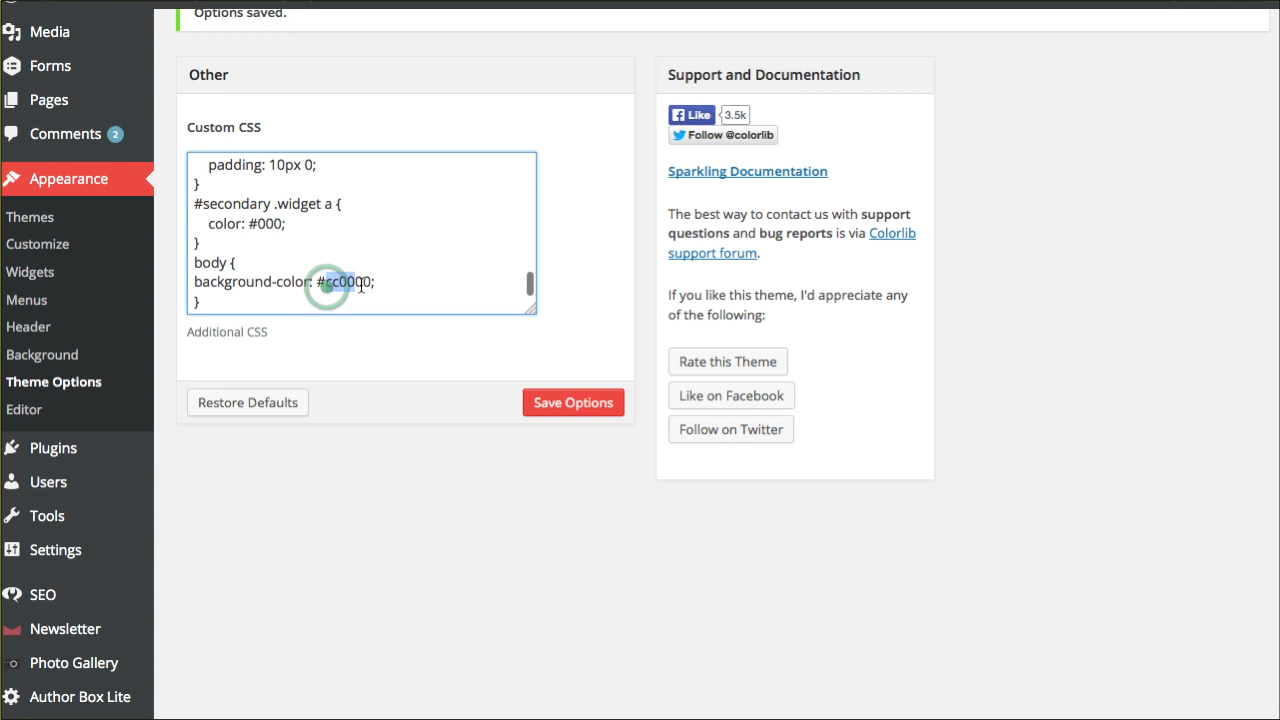 Options saved.
Media
Forms
Pages
Comments 2
Appearance
Themes
Customize
Widgets
Menus
Header
Background
Theme Options
Editor
Plugins
Users
Tools
Settings
SEO
Newsletter
Photo Gallery
Author Box Lite
Other
Custom CSS
padding: 10px 0;
}
#secondary .widget a {
color: #000;
}
body {
background-color: #cc0000;
}
Additional CSS
Restore Defaults
Save Options
Support and Documentation
Like 3.5k
Follow @colorlib
Sparkling Documentation
The best way to contact us with support
questions and bug reports is via Colorlib
support forum.
If you like this theme, I'd appreciate any
of the following:
Rate this Theme
Like on Facebook
Follow on Twitter